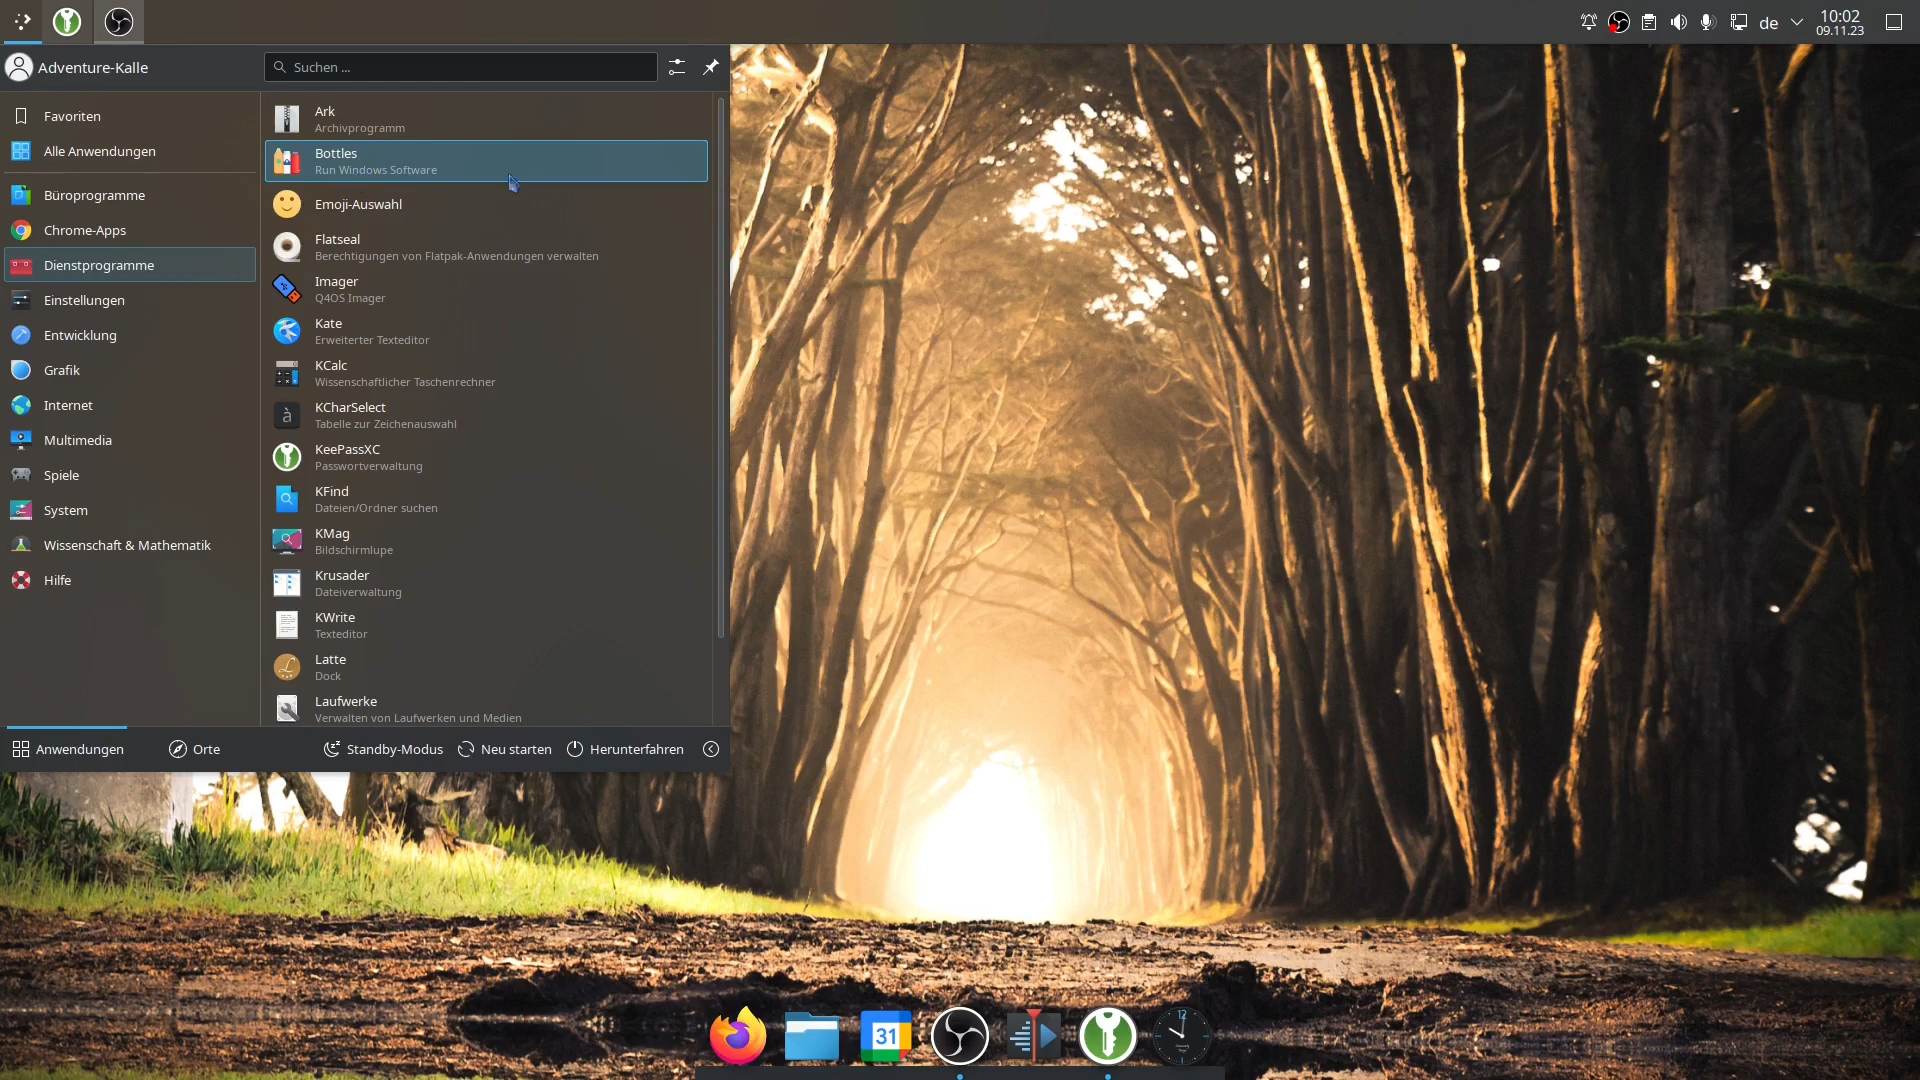 de
10:02
09.11.23
Adventure-Kalle
Suchen ...
Favoriten
Alle Anwendungen
Büroprogramme
Chrome-Apps
Dienstprogramme
Einstellungen
Entwicklung
Grafik
Internet
Multimedia
Spiele
System
Wissenschaft & Mathematik
Hilfe
Ark
Archivprogramm
Bottles
Run Windows Software
Emoji-Auswahl
Flatseal
Berechtigungen von Flatpak-Anwendungen verwalten
Imager
Q4OS Imager
Kate
Erweiterter Texteditor
KCalc
Wissenschaftlicher Taschenrechner
à
KCharSelect
Tabelle zur Zeichenauswahl
KeePassXC
Passwortverwaltung
KFind
Dateien/Ordner suchen
KMag
Bildschirmlupe
Krusader
Dateiverwaltung
KWrite
Texteditor
Latte
Dock
Laufwerke
Verwalten von Laufwerken und Medien
Anwendungen
Orte
Standby-Modus
Neu starten
Herunterfahren
31
12